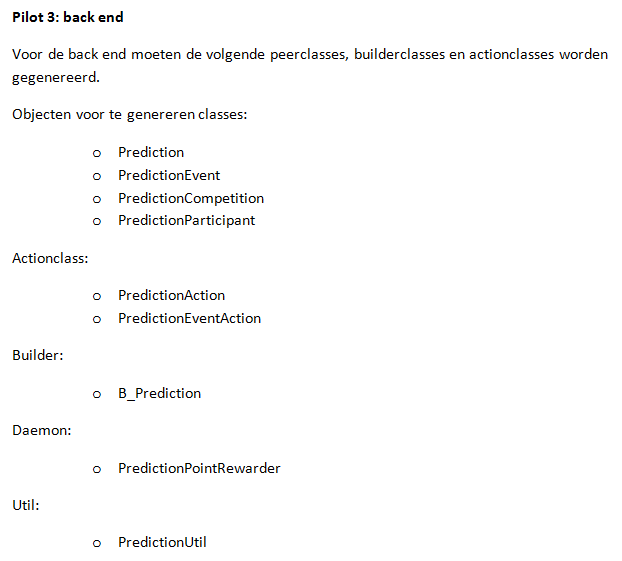 Pilot 3: back end
Voor de back end moeten de volgende peerclasses, builderclasses en actionclasses worden
gegenereerd.
Objecten voor te genereren classes:
o Prediction
o PredictionEvent
o PredictionCompetition
o PredictionParticipant
Actionclass:
o PredictionAction
o PredictionEventAction
Builder:
o B_Prediction
Daemon:
o PredictionPointRewarder
Util:
o PredictionUtil